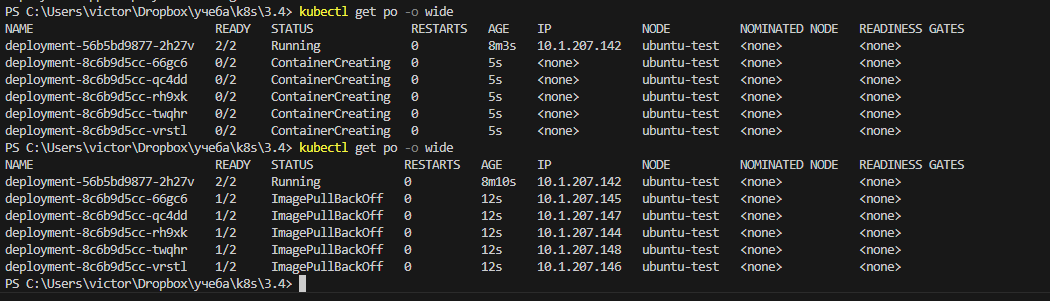 PS C:\Users\victor\Dropbox\учеба\k8s\3.4> kubectl get po -o wide
NAME READY STATUS RESTARTS AGE IP NODE NOMINATED NODE READINESS GATES
deployment-56b5bd9877-2h27v 2/2 Running 0 8m3s 10.1.207.142 ubuntu-test <none> <none>
deployment-8c6b9d5cc-66gc6 0/2 ContainerCreating 0 5s <none> ubuntu-test <none> <none>
deployment-8c6b9d5cc-qc4dd 0/2 ContainerCreating 0 5s <none> ubuntu-test <none> <none>
deployment-8c6b9d5cc-rh9xk 0/2 ContainerCreating 0 5s <none> ubuntu-test <none> <none>
deployment-8c6b9d5cc-twqhr 0/2 ContainerCreating 0 5s <none> ubuntu-test <none> <none>
deployment-8c6b9d5cc-vrstl 0/2 ContainerCreating 0 5s <none> ubuntu-test <none> <none>
PS C:\Users\victor\Dropbox\учеба\k8s\3.4> kubectl get po -o wide
NAME READY STATUS RESTARTS AGE IP NODE NOMINATED NODE READINESS GATES
deployment-56b5bd9877-2h27v 2/2 Running 0 8m10s 10.1.207.142 ubuntu-test <none> <none>
deployment-8c6b9d5cc-66gc6 1/2 ImagePullBackOff 0 12s 10.1.207.145 ubuntu-test <none> <none>
deployment-8c6b9d5cc-qc4dd 1/2 ImagePullBackOff 0 12s 10.1.207.147 ubuntu-test <none> <none>
deployment-8c6b9d5cc-rh9xk 1/2 ImagePullBackOff 0 12s 10.1.207.144 ubuntu-test <none> <none>
deployment-8c6b9d5cc-twqhr 1/2 ImagePullBackOff 0 12s 10.1.207.148 ubuntu-test <none> <none>
deployment-8c6b9d5cc-vrstl 1/2 ImagePullBackOff 0 12s 10.1.207.146 ubuntu-test <none> <none>
PS C:\Users\victor\Dropbox\учеба\k8s\3.4>